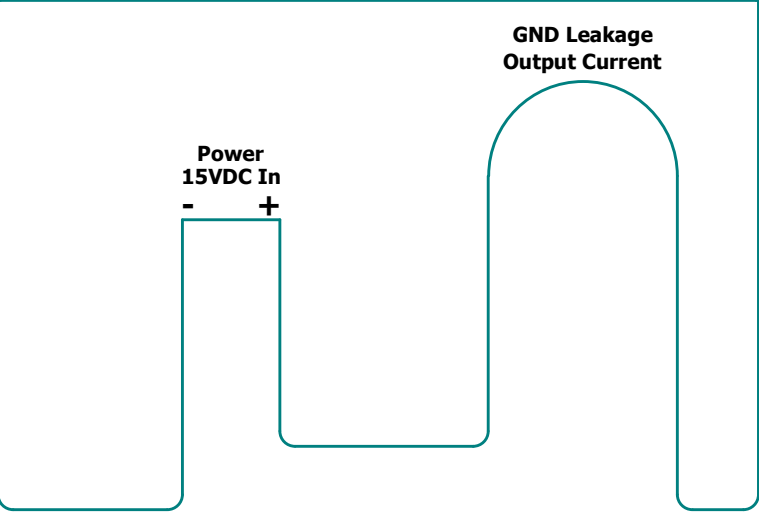 GND Leakage
Output Current
Power
15VDC In
- +